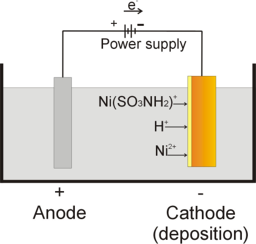 e⁻
+ -
Power supply
Ni(SO3NH2)⁺
H⁺
Ni²⁺
+ -
Anode Cathode
(deposition)